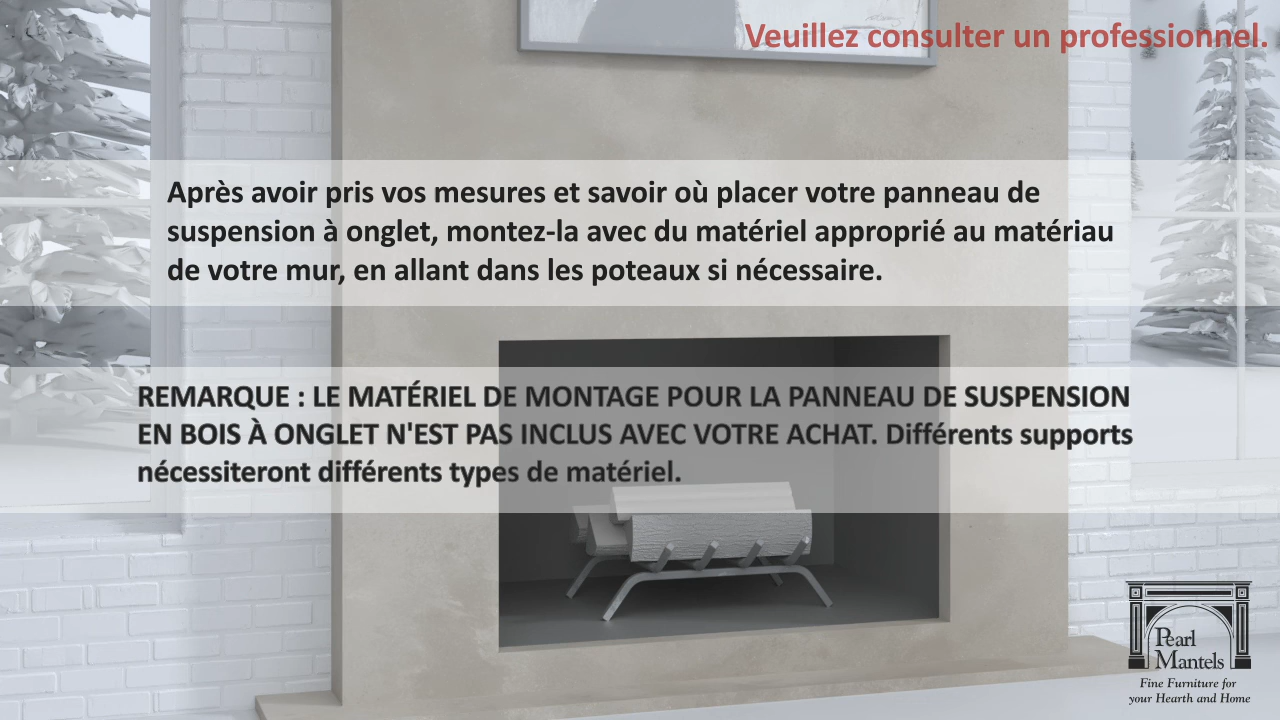 Veuillez consulter un professionnel.
Après avoir pris vos mesures et savoir où placer votre panneau de
suspension à onglet, montez-la avec du matériel approprié au matériau
de votre mur, en allant dans les poteaux si nécessaire.
REMARQUE : LE MATÉRIEL DE MONTAGE POUR LA PANNEAU DE SUSPENSION
EN BOIS À ONGLET N'EST PAS INCLUS AVEC VOTRE ACHAT. Différents supports
nécessiteront différents types de matériel.
Pearl
Mantels
Fine Furniture for
your Hearth and Home